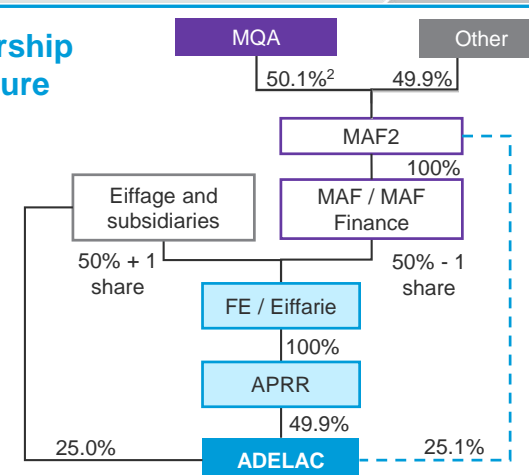 rship
ure
MQA
Other
50.1%2
49.9%
MAF2
100%
Eiffage and
subsidiaries
MAF / MAF
Finance
50% + 1
share
50% - 1
share
FE / Eiffarie
100%
APRR
49.9%
25.0%
ADELAC
25.1%